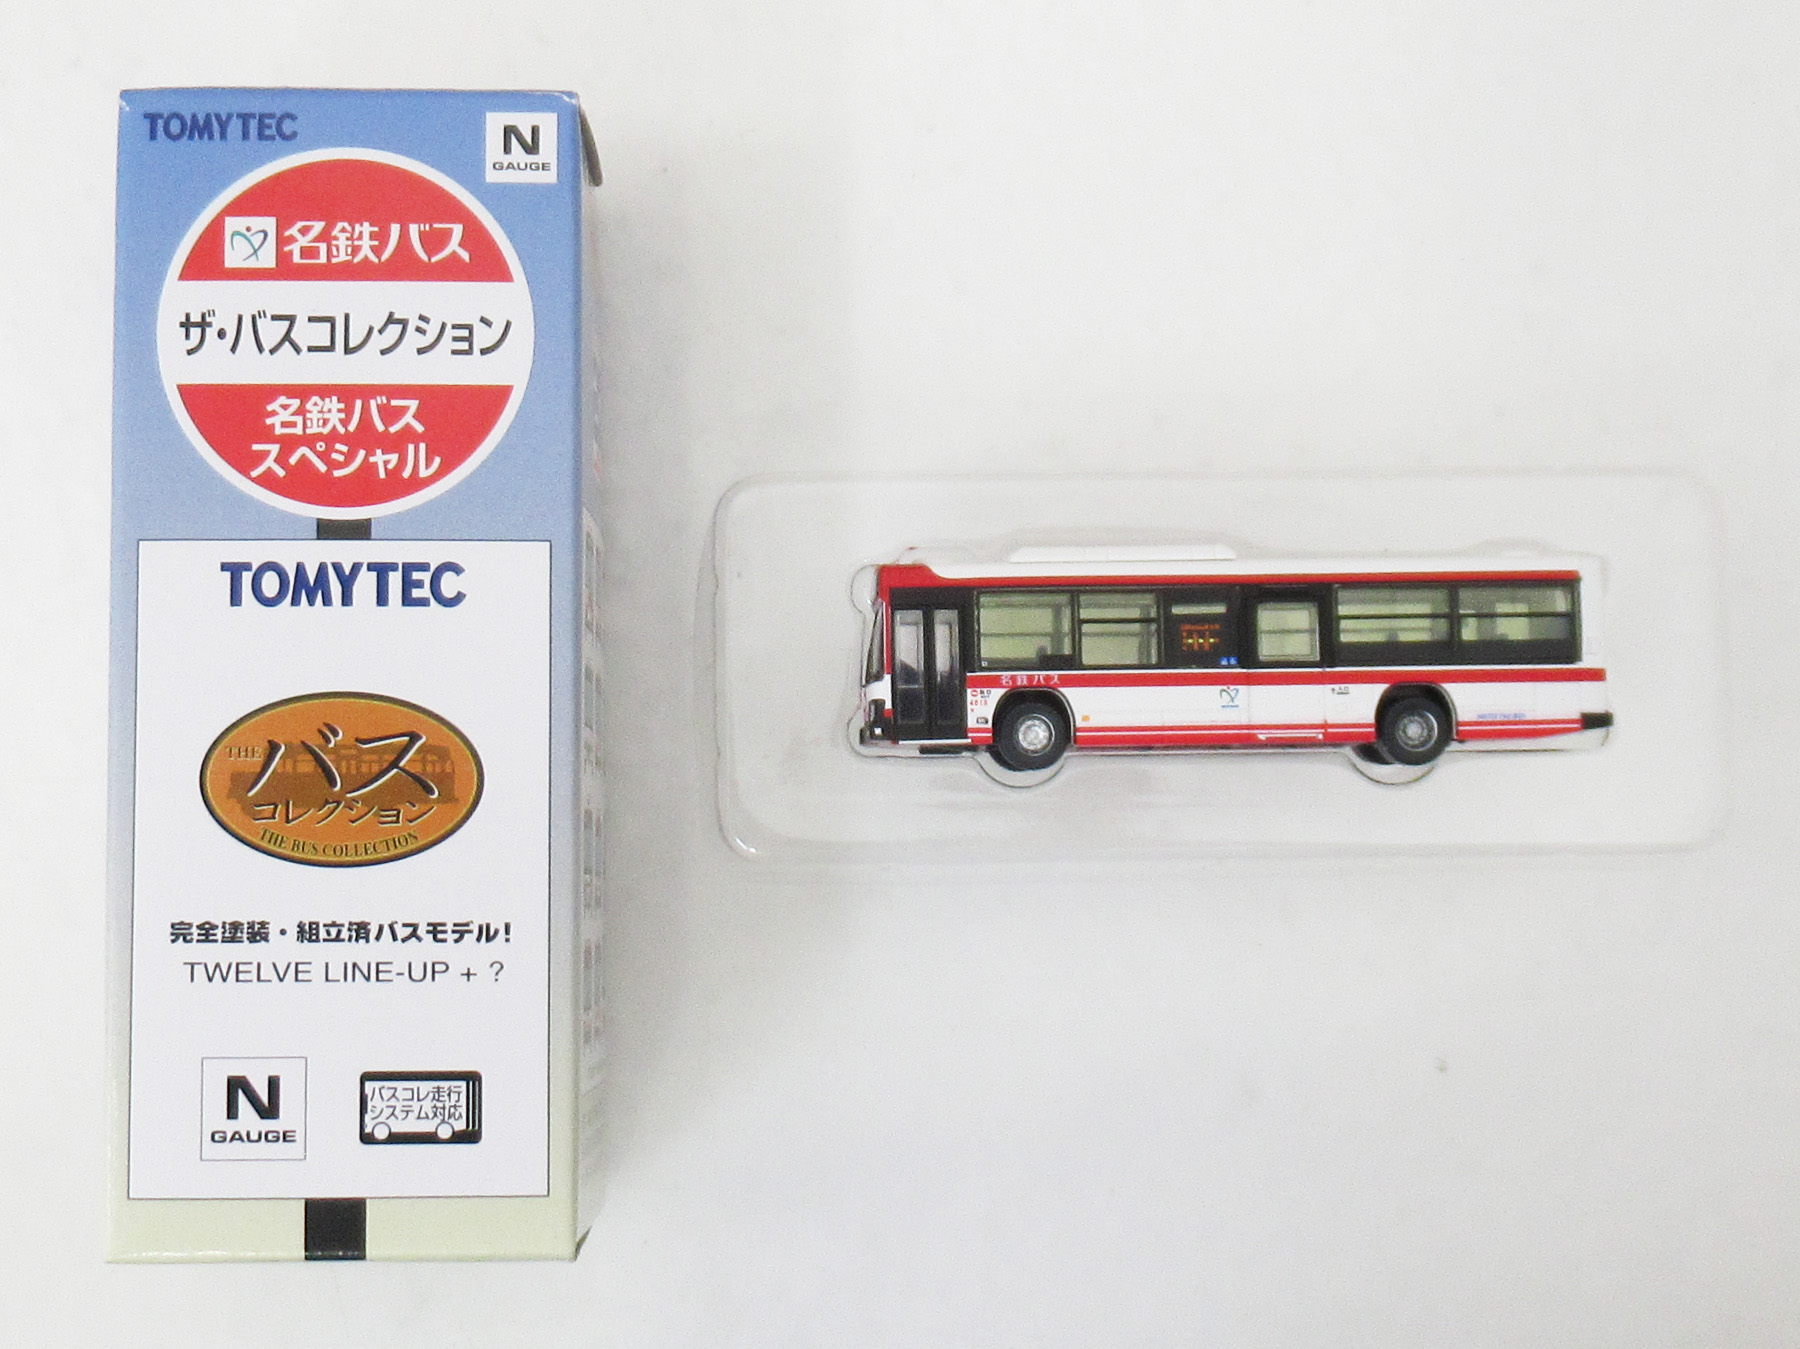 TOMYTEC
N
GAUGE
名鉄バス
ザ・バスコレクション
名鉄バス
スペシャル
TOMYTEC
THE
バス
コレクション
THE BUS COLLECTION
完全塗装・組立済バスモデル!
TWELVE LINE-UP + ?
N
GAUGE
バスコレ走行
システム対応
名鉄バス
4813